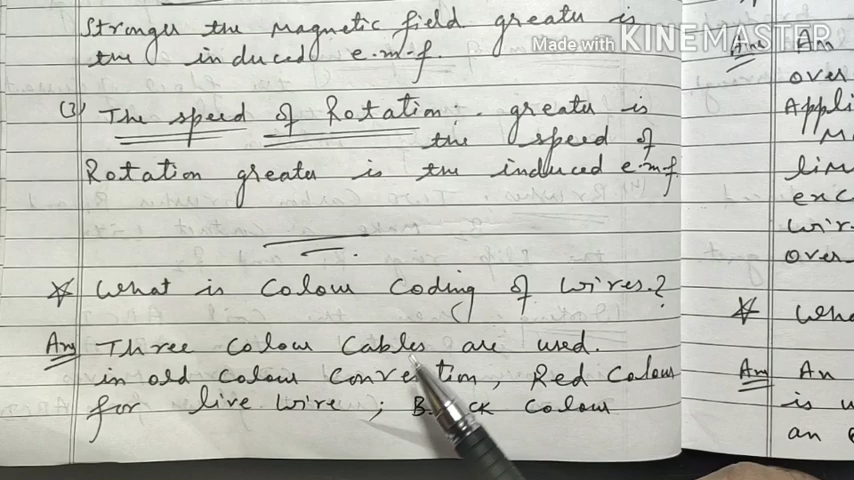 Stronger the Magnetic field greater is
the induced e.m.f.
(3) The speed of Rotation :- greater is
the speed of
Rotation greater is the induced e.m.f
☆ What is Colour Coding of wires?
Ans Three Colour Cables are used.
in old Colour Convention, Red Colour
for live wire ; Black Colour
Made with KINEMASTER
Ans Ann
over
Appli
M
lim
exc
wir
over
☆ Wha
Ans An
is u
an